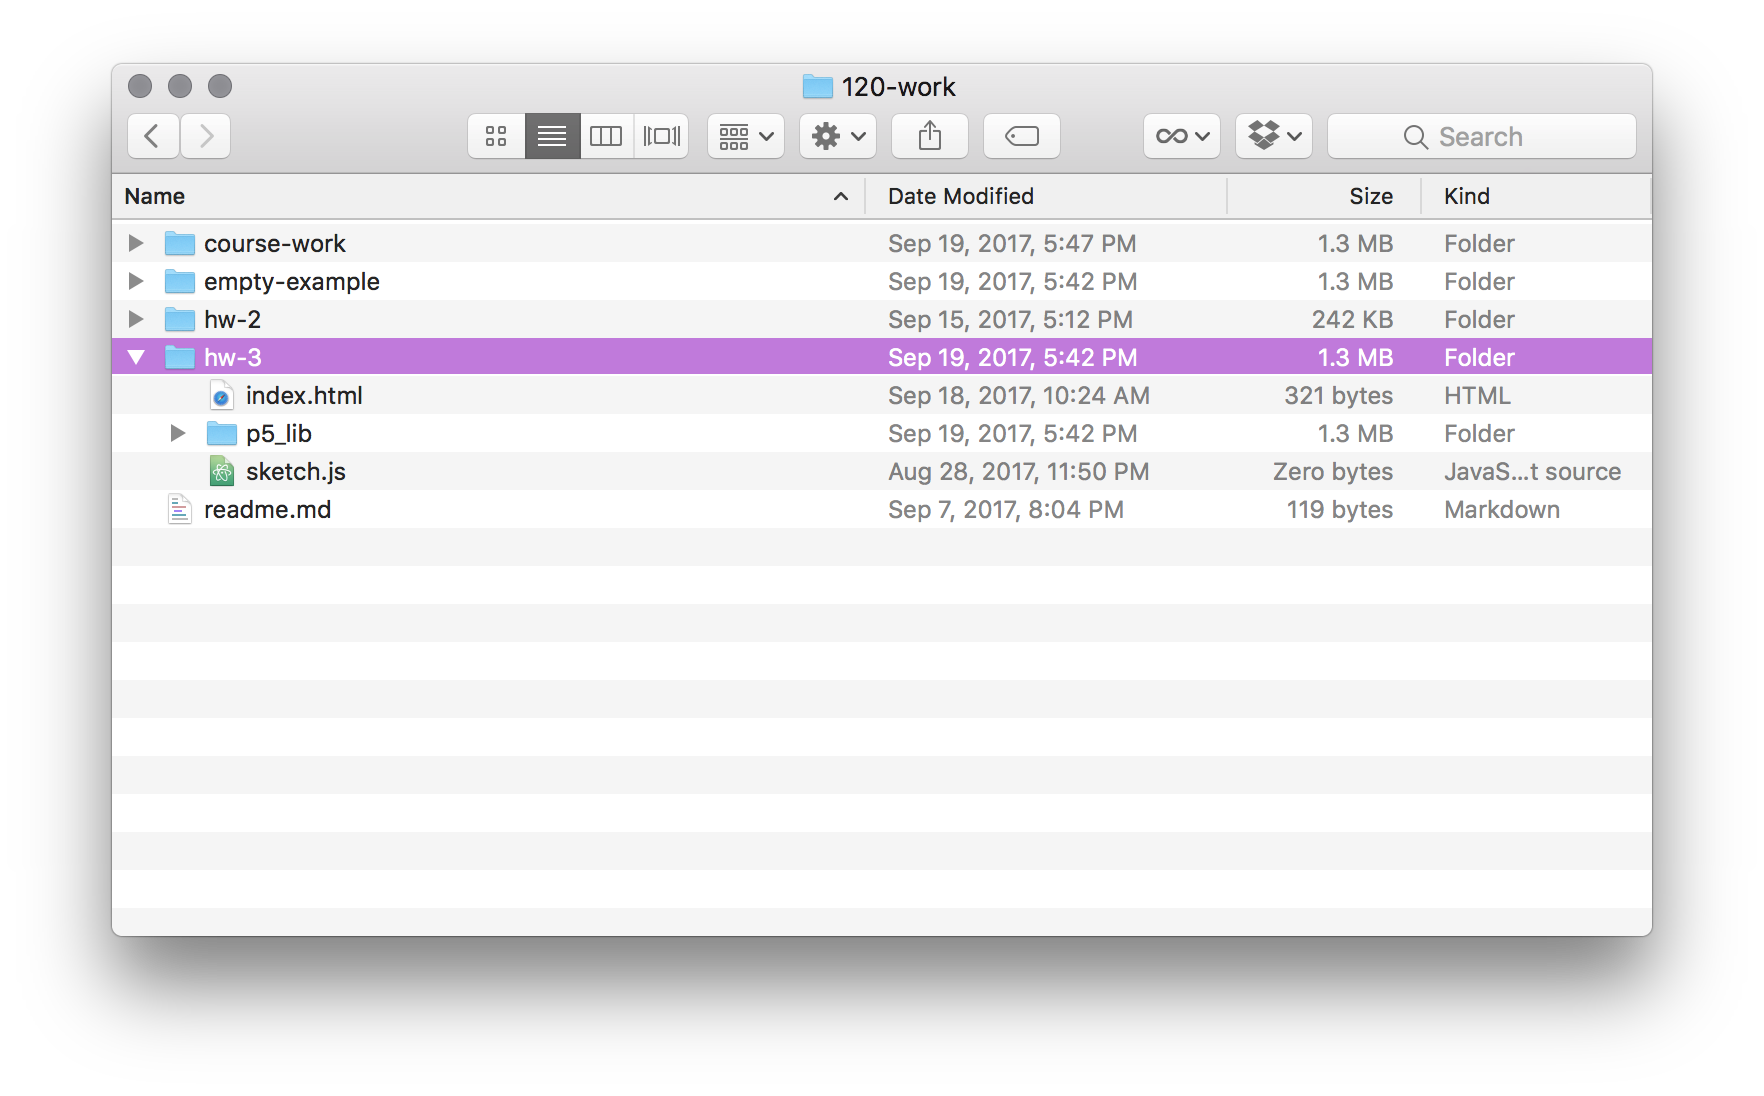 120-work
Search
Name Date Modified Size Kind
course-work Sep 19, 2017, 5:47 PM 1.3 MB Folder
empty-example Sep 19, 2017, 5:42 PM 1.3 MB Folder
hw-2 Sep 15, 2017, 5:12 PM 242 KB Folder
hw-3 Sep 19, 2017, 5:42 PM 1.3 MB Folder
index.html Sep 18, 2017, 10:24 AM 321 bytes HTML
p5_lib Sep 19, 2017, 5:42 PM 1.3 MB Folder
sketch.js Aug 28, 2017, 11:50 PM Zero bytes JavaS...t source
readme.md Sep 7, 2017, 8:04 PM 119 bytes Markdown